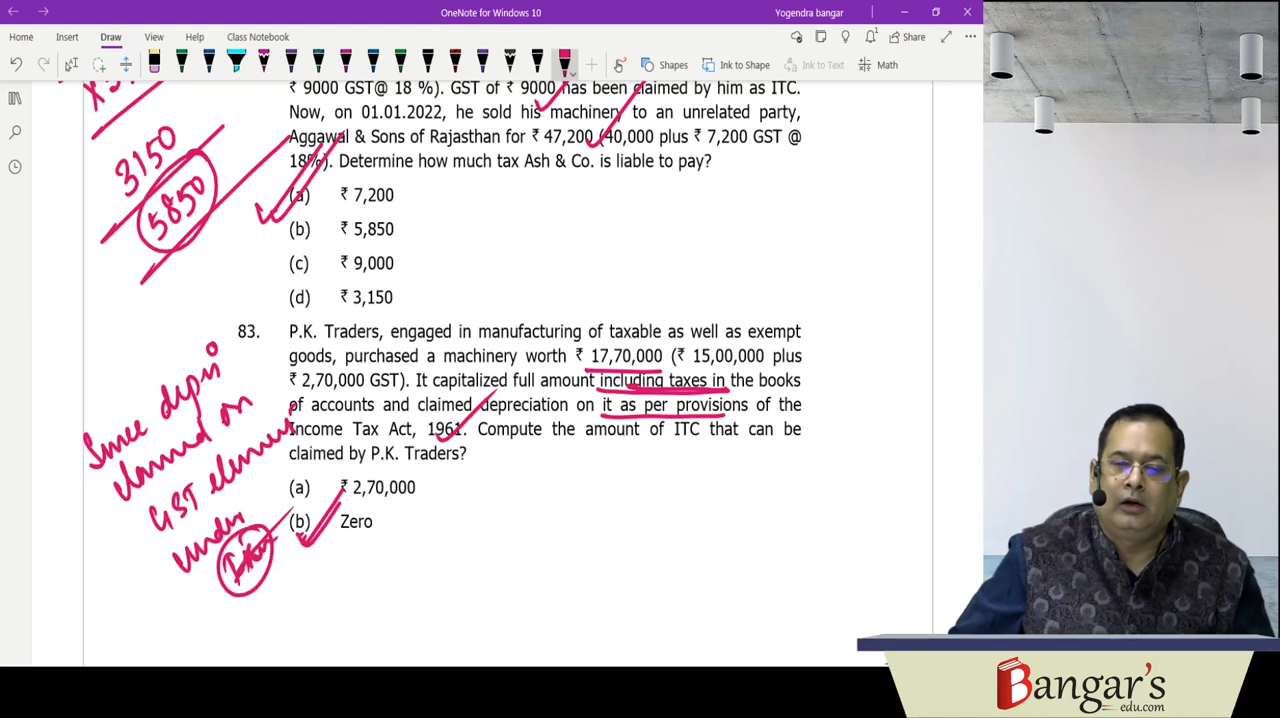 OneNote for Windows 10
Yogendra bangar
Home Insert Draw View Help Class Notebook
Share
Shapes Ink to Shape Ink to Text Math
₹ 9000 GST@ 18 %). GST of ₹ 9000 has been claimed by him as ITC.
Now, on 01.01.2022, he sold his machinery to an unrelated party,
Aggawal & Sons of Rajasthan for ₹ 47,200 (40,000 plus ₹ 7,200 GST @
18%). Determine how much tax Ash & Co. is liable to pay?
3150
5850
(a) ₹ 7,200
(b) ₹ 5,850
(c) ₹ 9,000
(d) ₹ 3,150
83. P.K. Traders, engaged in manufacturing of taxable as well as exempt
goods, purchased a machinery worth ₹ 17,70,000 (₹ 15,00,000 plus
₹ 2,70,000 GST). It capitalized full amount including taxes in the books
of accounts and claimed depreciation on it as per provisions of the
Income Tax Act, 1961. Compute the amount of ITC that can be
claimed by P.K. Traders?
(a) ₹ 2,70,000
(b) Zero
Since depn
claimed on
GST element
under
Bangar's
edu.com